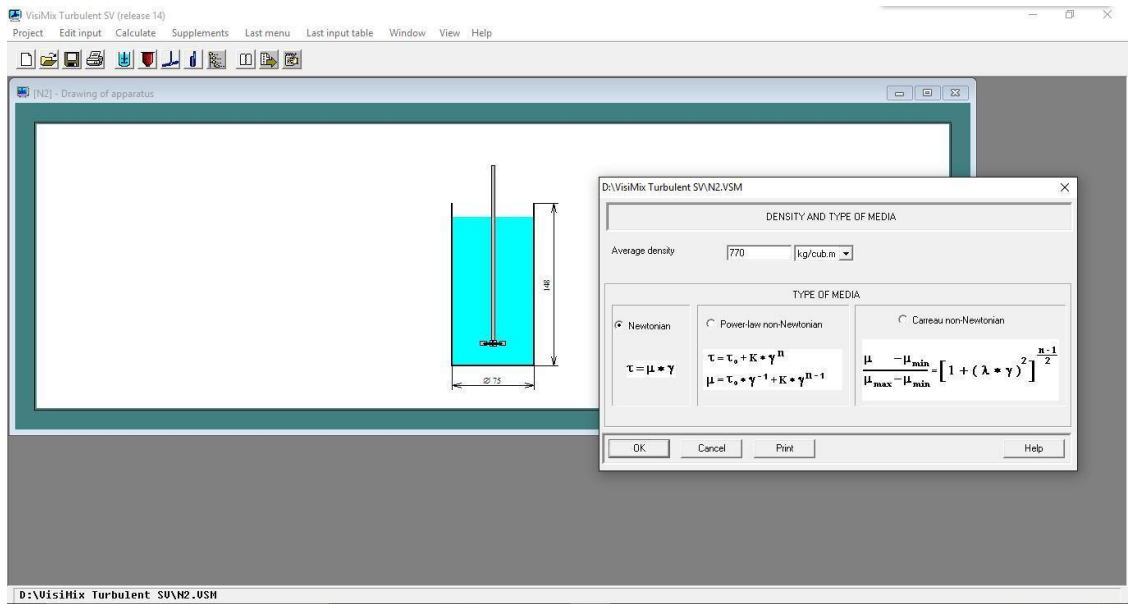 VisiMix Turbulent SV (release 14)
Project Edit input Calculate Supplements Last menu Last input table Window View Help
[N2] - Drawing of apparatus
148
Ø 75
D:\VisiMix Turbulent SV\N2.VSM
DENSITY AND TYPE OF MEDIA
Average density 770 kg/cub.m
TYPE OF MEDIA
Newtonian Power-law non-Newtonian Carreau non-Newtonian
τ = μ * γ
τ = τ₀ + K * γⁿ
μ = τ₀ * γ⁻¹ + K * γⁿ⁻¹
(μ - μmin) / (μmax - μmin) = [1 + (λ * γ)²]^((n-1)/2)
OK Cancel Print Help
D:\VisiMix Turbulent SV\N2.VSM